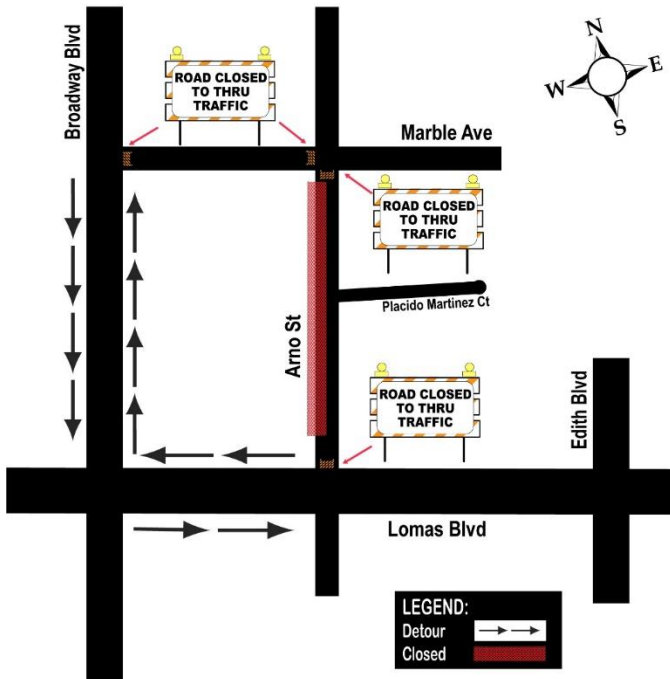 Broadway Blvd
ROAD CLOSED
TO THRU
TRAFFIC
N
W
E
S
Marble Ave
ROAD CLOSED
TO THRU
TRAFFIC
Placido Martinez Ct
Arno St
ROAD CLOSED
TO THRU
TRAFFIC
Edith Blvd
Lomas Blvd
LEGEND:
Detour
Closed